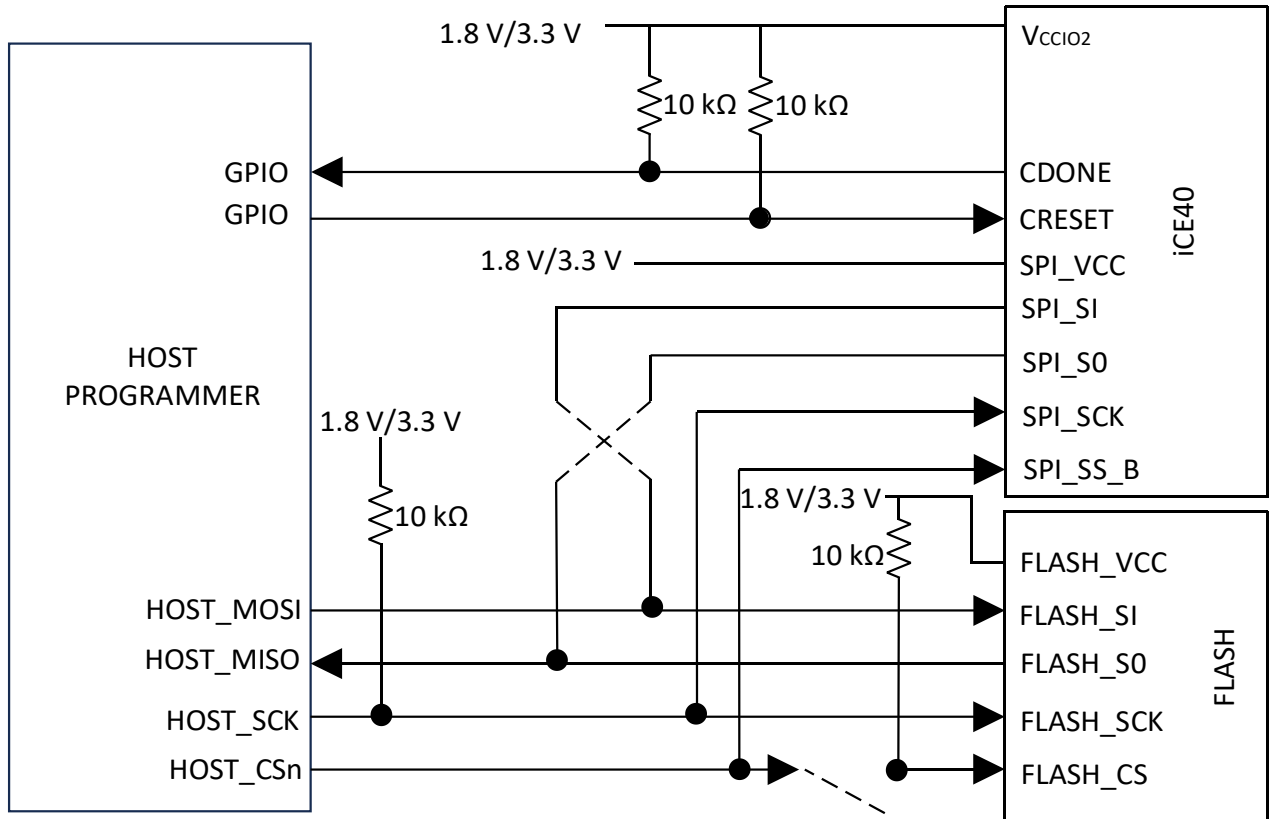 1.8 V/3.3 V
VCCIO2
10 kΩ
10 kΩ
GPIO
CDONE
GPIO
CRESET
iCE40
1.8 V/3.3 V
SPI_VCC
SPI_SI
HOST
PROGRAMMER
SPI_S0
1.8 V/3.3 V
SPI_SCK
SPI_SS_B
1.8 V/3.3 V
10 kΩ
10 kΩ
FLASH_VCC
HOST_MOSI
FLASH_SI
HOST_MISO
FLASH_S0
FLASH
HOST_SCK
FLASH_SCK
HOST_CSn
FLASH_CS